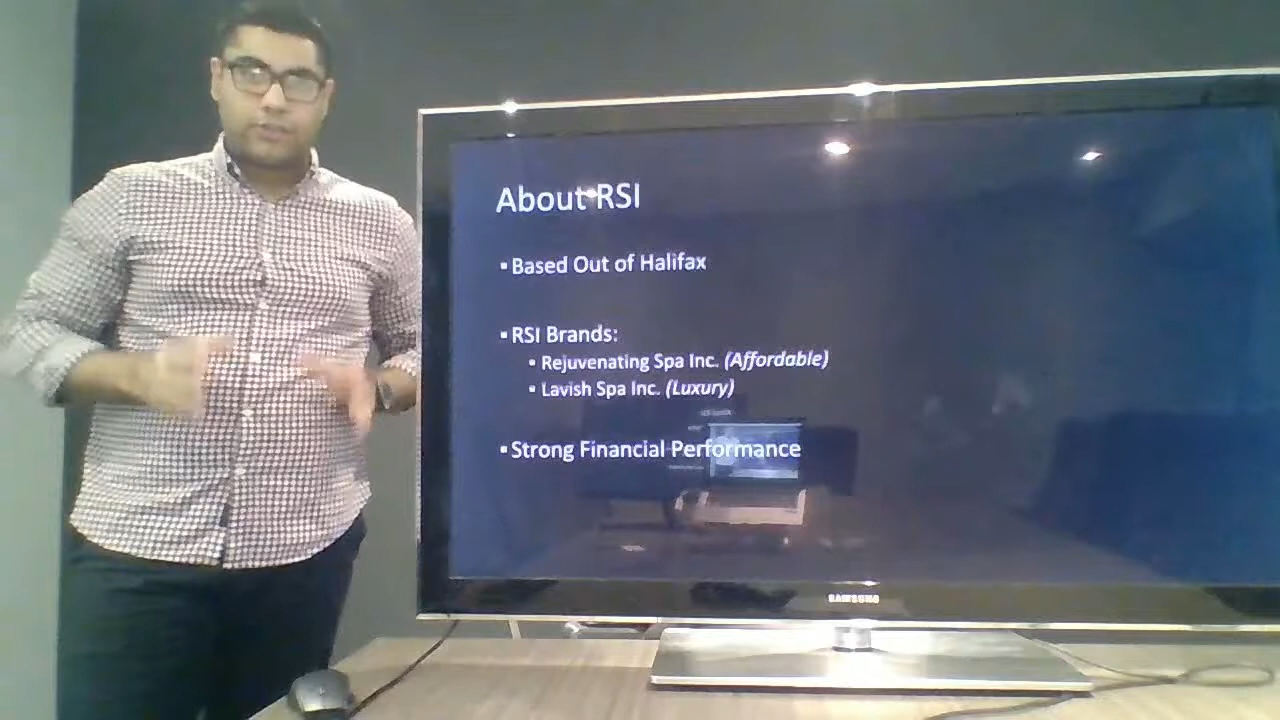 About RSI
▪ Based Out of Halifax
▪ RSI Brands:
▪ Rejuvenating Spa Inc. (Affordable)
▪ Lavish Spa Inc. (Luxury)
▪ Strong Financial Performance
SAMSUNG